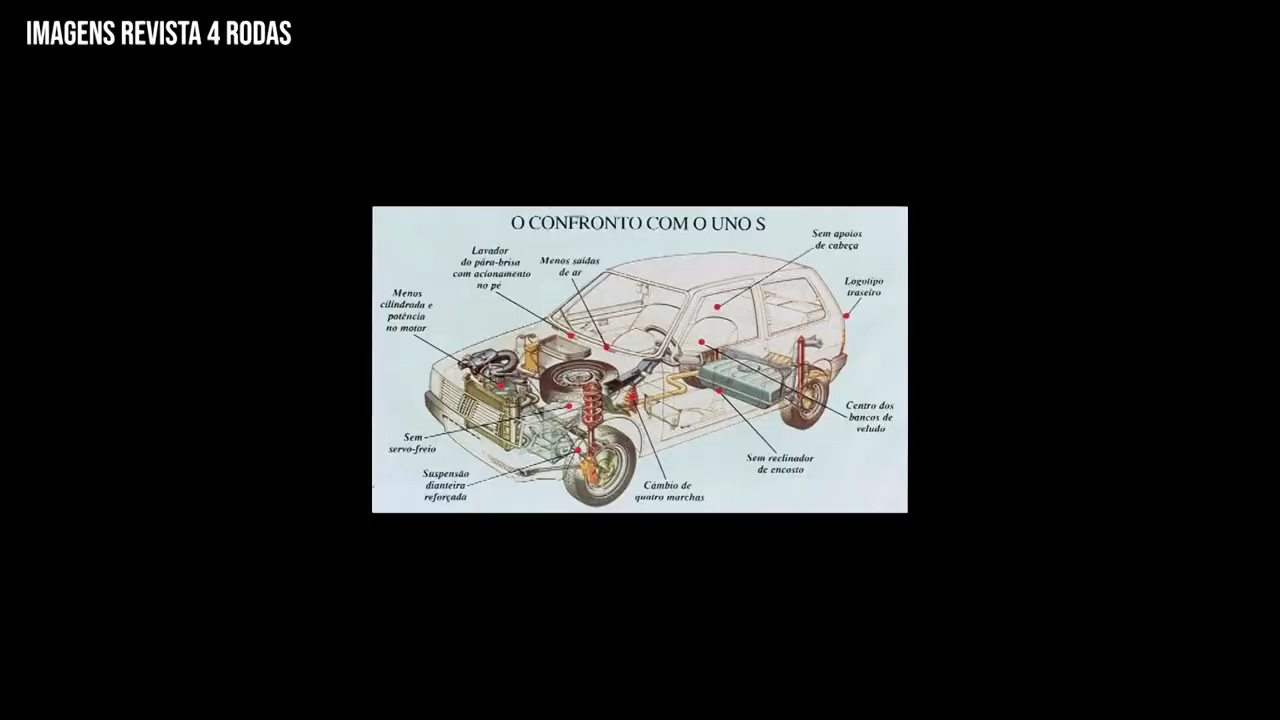 IMAGENS REVISTA 4 RODAS
O CONFRONTO COM O UNO S
Sem apoios
de cabeça
Lavador
do pára-brisa
com acionamento
no pé
Menos saídas
de ar
Logotipo
traseiro
Menos
cilindrada e
potência
no motor
Centro dos
bancos de
veludo
Sem
servo-freio
Sem reclinador
de encosto
Suspensão
dianteira
reforçada
Câmbio de
quatro marchas